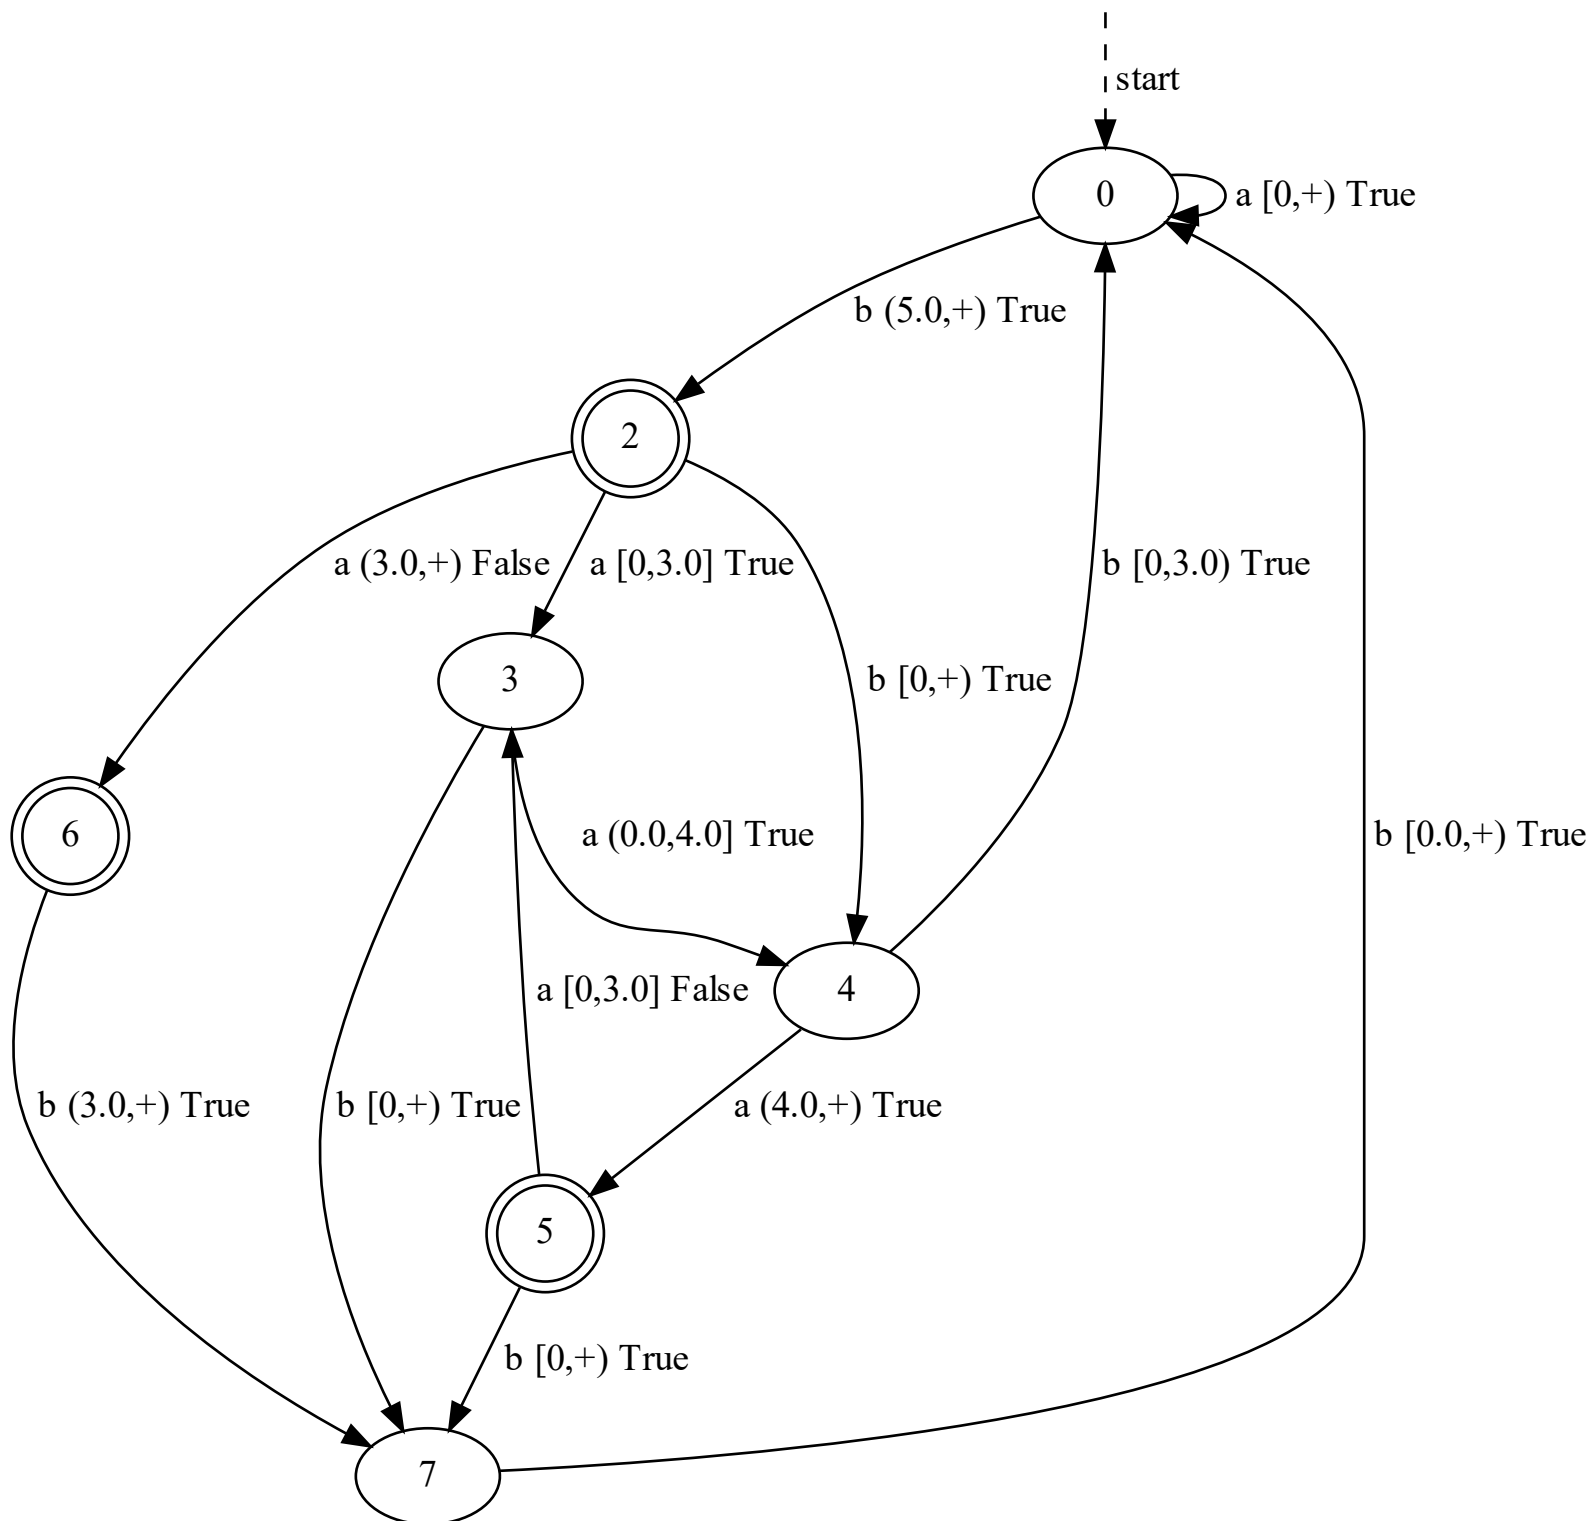 start
0
a [0,+) True
b (5.0,+) True
2
a (3.0,+) False
a [0,3.0] True
b [0,3.0) True
3
b [0,+) True
6
a (0.0,4.0] True
b [0.0,+) True
a [0,3.0] False
4
b (3.0,+) True
b [0,+) True
a (4.0,+) True
5
b [0,+) True
7